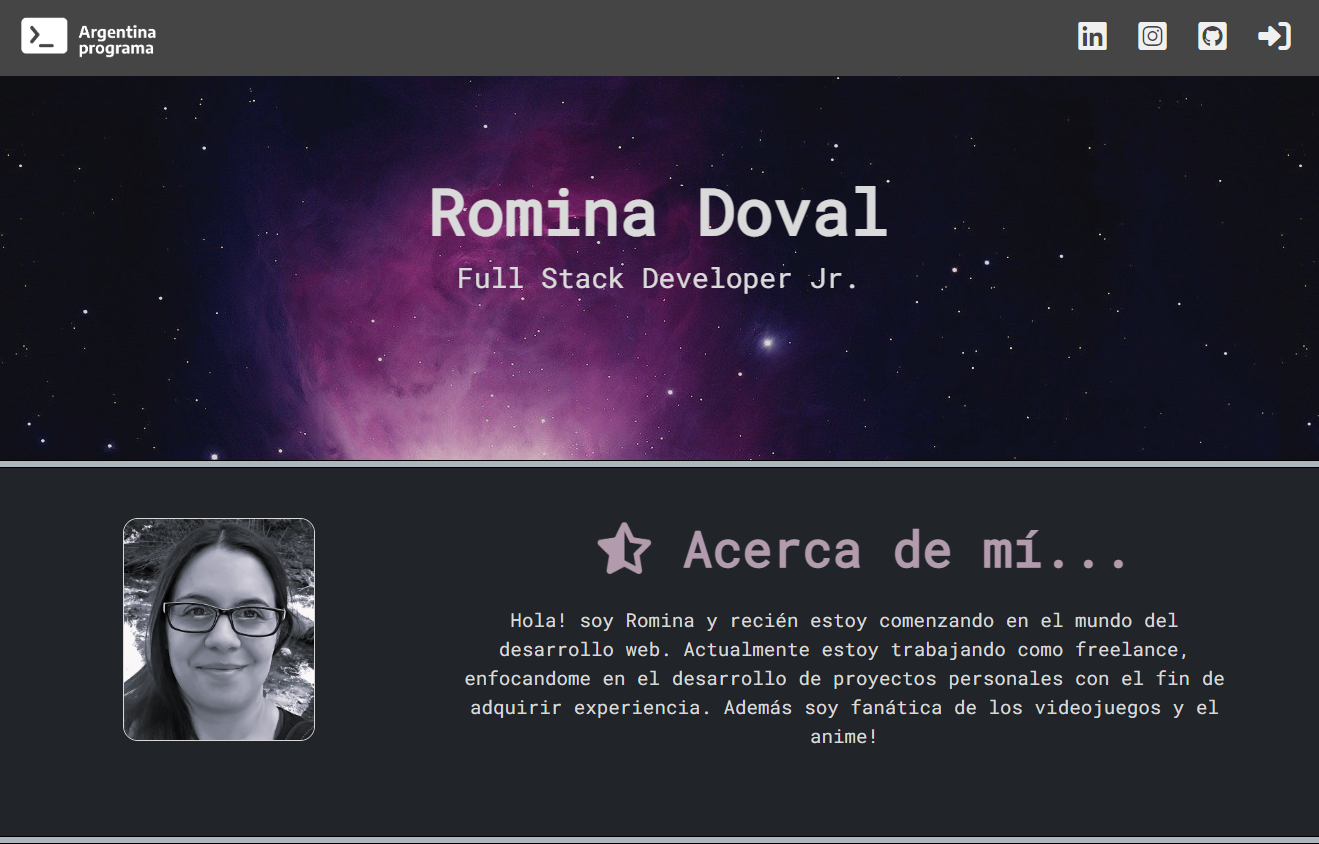 Argentina
programa
Romina Doval
Full Stack Developer Jr.
Acerca de mí...
Hola! soy Romina y recién estoy comenzando en el mundo del
desarrollo web. Actualmente estoy trabajando como freelance,
enfocandome en el desarrollo de proyectos personales con el fin de
adquirir experiencia. Además soy fanática de los videojuegos y el
anime!